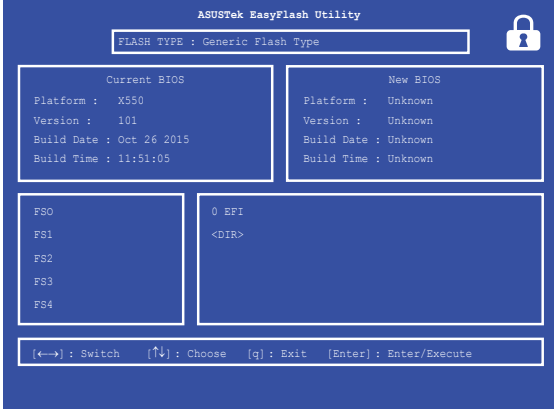 ASUSTek EasyFlash Utility
FLASH TYPE : Generic Flash Type
Current BIOS
Platform : X550
Version : 101
Build Date : Oct 26 2015
Build Time : 11:51:05
New BIOS
Platform : Unknown
Version : Unknown
Build Date : Unknown
Build Time : Unknown
FSO
FS1
FS2
FS3
FS4
0 EFI
<DIR>
[←→] : Switch [↑↓] : Choose [q] : Exit [Enter] : Enter/Execute